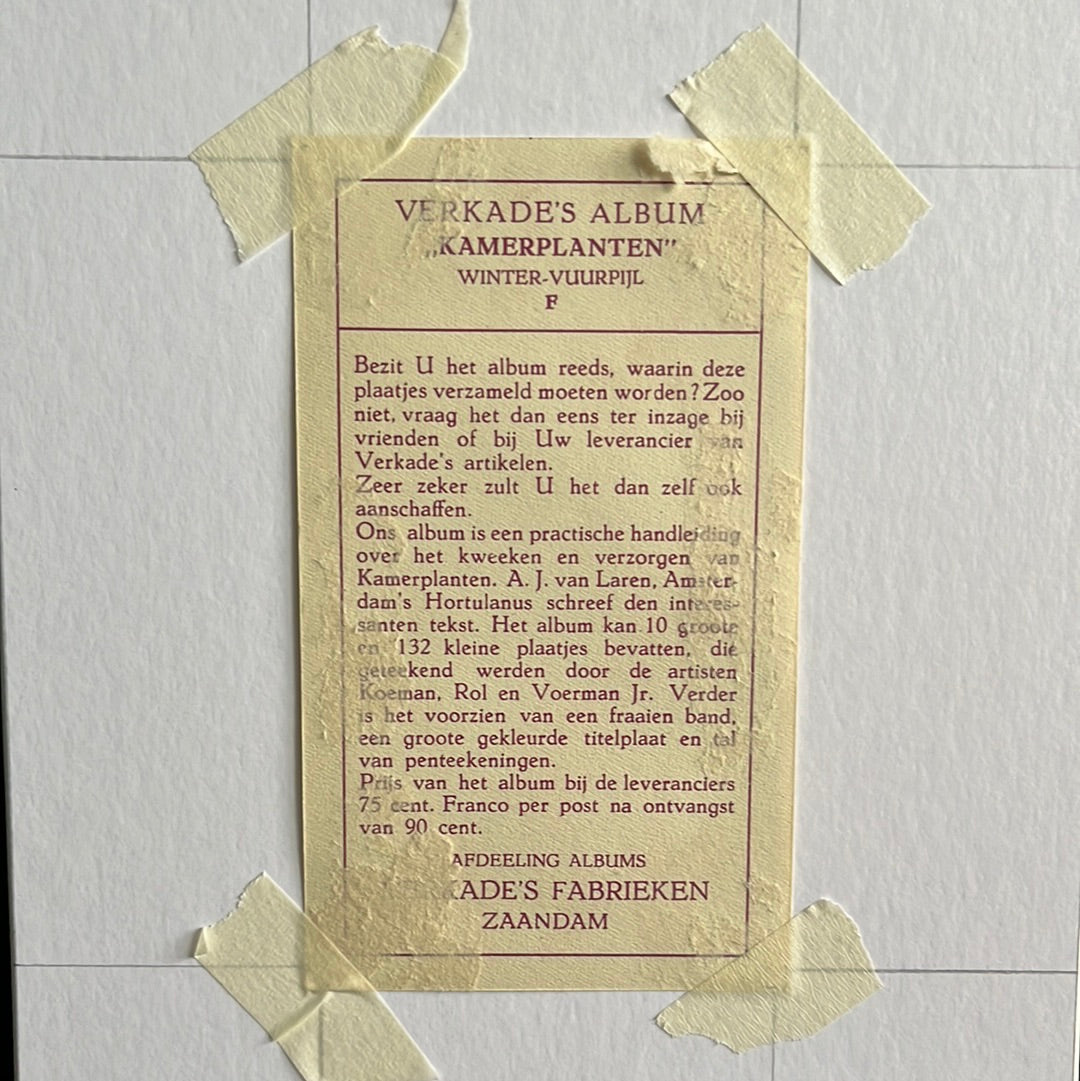 VERKADE'S ALBUM
„KAMERPLANTEN"
WINTER-VUURPIJL
F
Bezit U het album reeds, waarin deze
plaatjes verzameld moeten worden? Zoo
niet, vraag het dan eens ter inzage bij
vrienden of bij Uw leverancier van
Verkade's artikelen.
Zeer zeker zult U het dan zelf ook
aanschaffen.
Ons album is een practische handleiding
over het kweeken en verzorgen van
Kamerplanten. A. J. van Laren, Amster-
dam's Hortulanus schreef den interes-
santen tekst. Het album kan 10 groote
en 132 kleine plaatjes bevatten, die
geteekend werden door de artisten
Koeman, Rol en Voerman Jr. Verder
is het voorzien van een fraaien band,
een groote gekleurde titelplaat en tal
van penteekeningen.
Prijs van het album bij de leveranciers
75 cent. Franco per post na ontvangst
van 90 cent.
AFDEELING ALBUMS
VERKADE'S FABRIEKEN
ZAANDAM